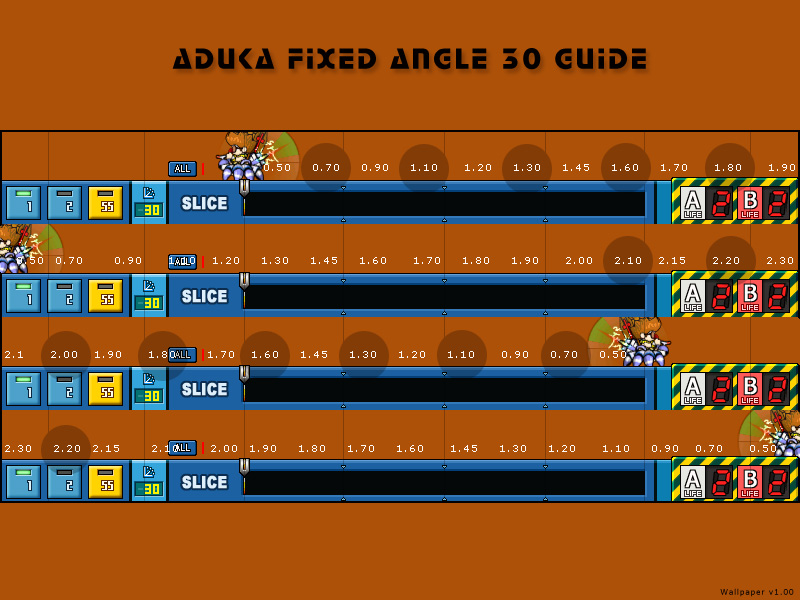 ADUKA FIXED ANGLE 30 GUIDE
ALL 0.50 0.70 0.90 1.10 1.20 1.30 1.45 1.60 1.70 1.80 1.90
1 2 SS -30 SLICE A LIFE 2 B LIFE 2
0.70 0.90 ALL 1.20 1.30 1.45 1.60 1.70 1.80 1.90 2.00 2.10 2.15 2.20 2.30
1 2 SS -30 SLICE A LIFE 2 B LIFE 2
2.1 2.00 1.90 1.80 ALL 1.70 1.60 1.45 1.30 1.20 1.10 0.90 0.70 0.50
1 2 SS -30 SLICE A LIFE 2 B LIFE 2
2.30 2.20 2.15 2.10 ALL 2.00 1.90 1.80 1.70 1.60 1.45 1.30 1.20 1.10 0.90 0.70 0.50
1 2 SS -30 SLICE A LIFE 2 B LIFE 2
Wallpaper v1.00